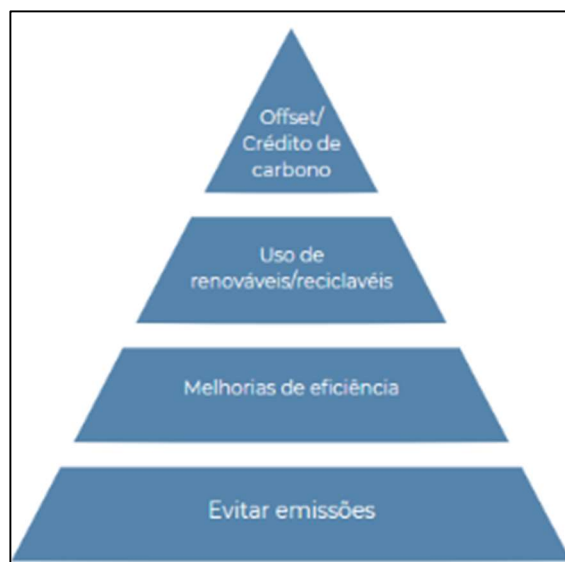 Offset/
Crédito de
carbono
Uso de
renováveis/reciclavéis
Melhorias de eficiência
Evitar emissões